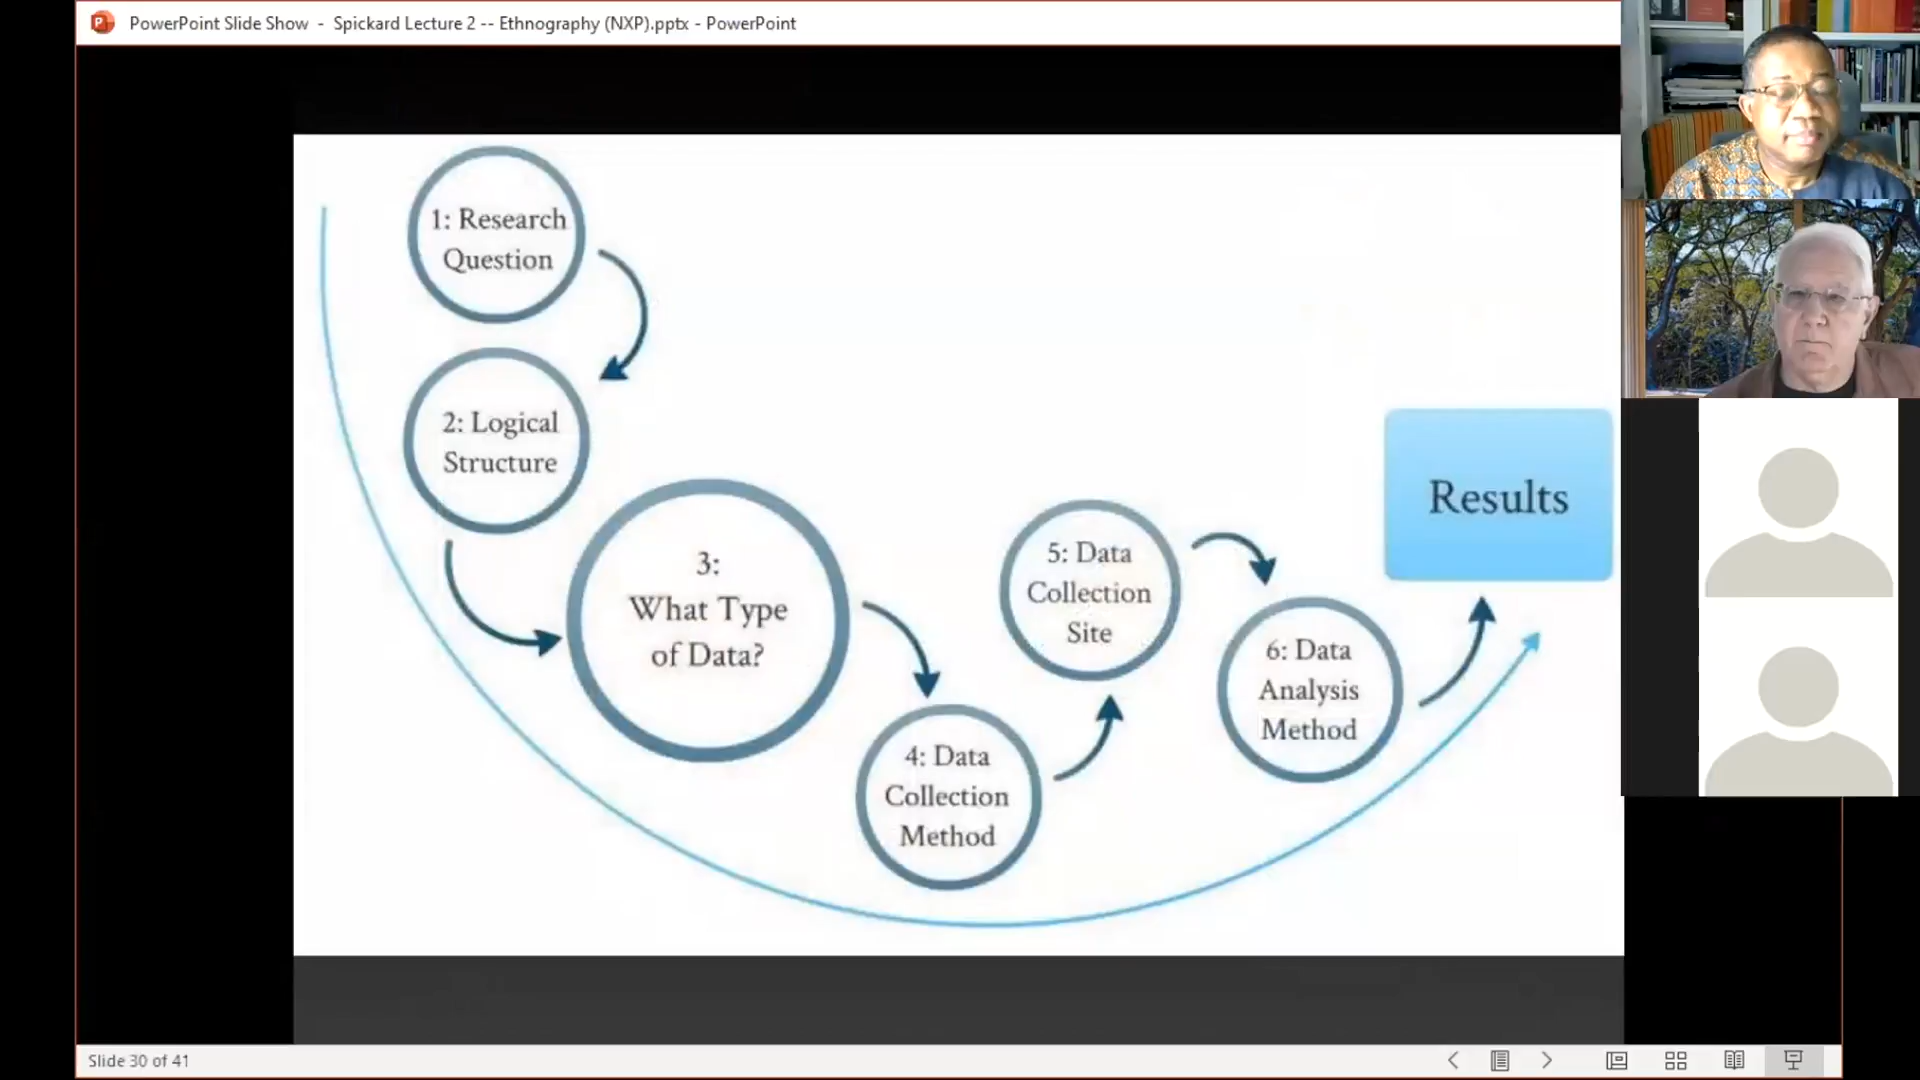 PowerPoint Slide Show - Spickard Lecture 2 -- Ethnography (NXP).pptx - PowerPoint
1: Research
Question
2: Logical
Structure
3:
What Type
of Data?
4: Data
Collection
Method
5: Data
Collection
Site
6: Data
Analysis
Method
Results
Slide 30 of 41